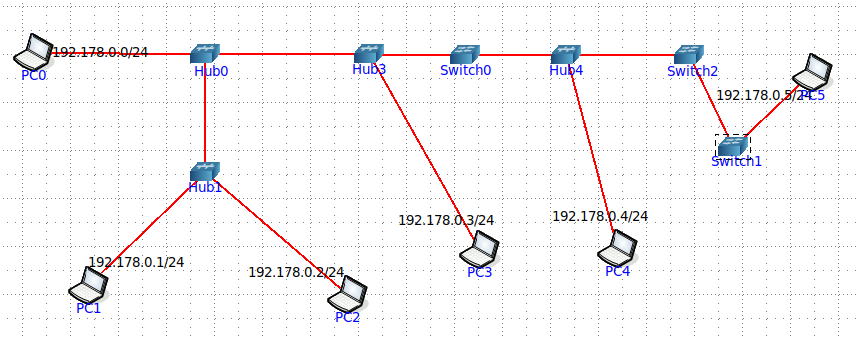 192.178.0.0/24
PC0
Hub0
Hub3
Switch0
Hub4
Switch2
192.178.0.5/24
PC5
Switch1
Hub1
192.178.0.3/24
192.178.0.4/24
192.178.0.1/24
192.178.0.2/24
PC3
PC4
PC1
PC2